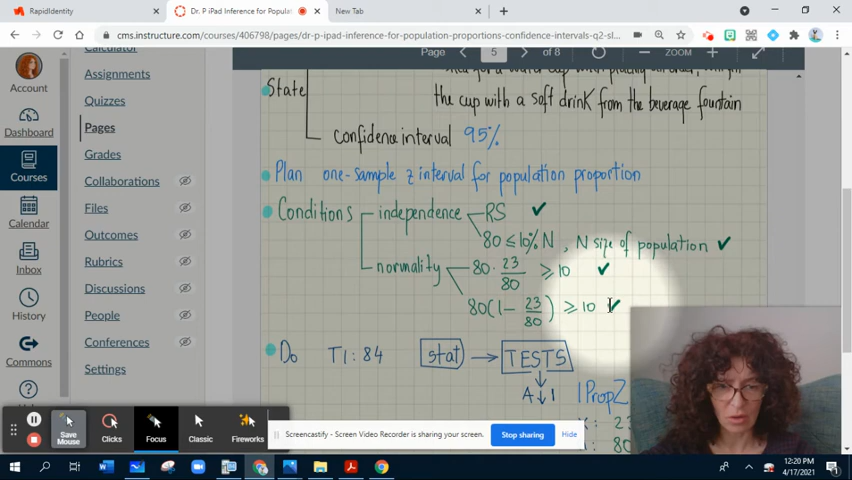 RapidIdentity
Dr. P iPad Inference for Populat
New Tab
cms.instructure.com/courses/406798/pages/dr-p-ipad-inference-for-population-proportions-confidence-intervals-q2-sl...
Calculator
Account
Dashboard
Courses
Calendar
Inbox
History
Commons
Help
Assignments
Quizzes
Pages
Grades
Collaborations
Files
Outcomes
Rubrics
Discussions
People
Conferences
Settings
Page 5 of 8 ZOOM
State
the cup with a soft drink from the beverage fountain
confidence interval 95%
Plan one-sample z interval for population proportion
Conditions independence RS ✔
80 ≤ 10% N, N size of population ✔
normality 80 · 23/80 ≥ 10 ✔
80(1 - 23/80) ≥ 10 ✔
Do TI: 84 stat → TESTS
A↓ 1 1PropZ
: 23
: 80
Save Mouse
Clicks
Focus
Classic
Fireworks
Screencastify - Screen Video Recorder is sharing your screen.
Stop sharing
Hide
12:20 PM
4/17/2021